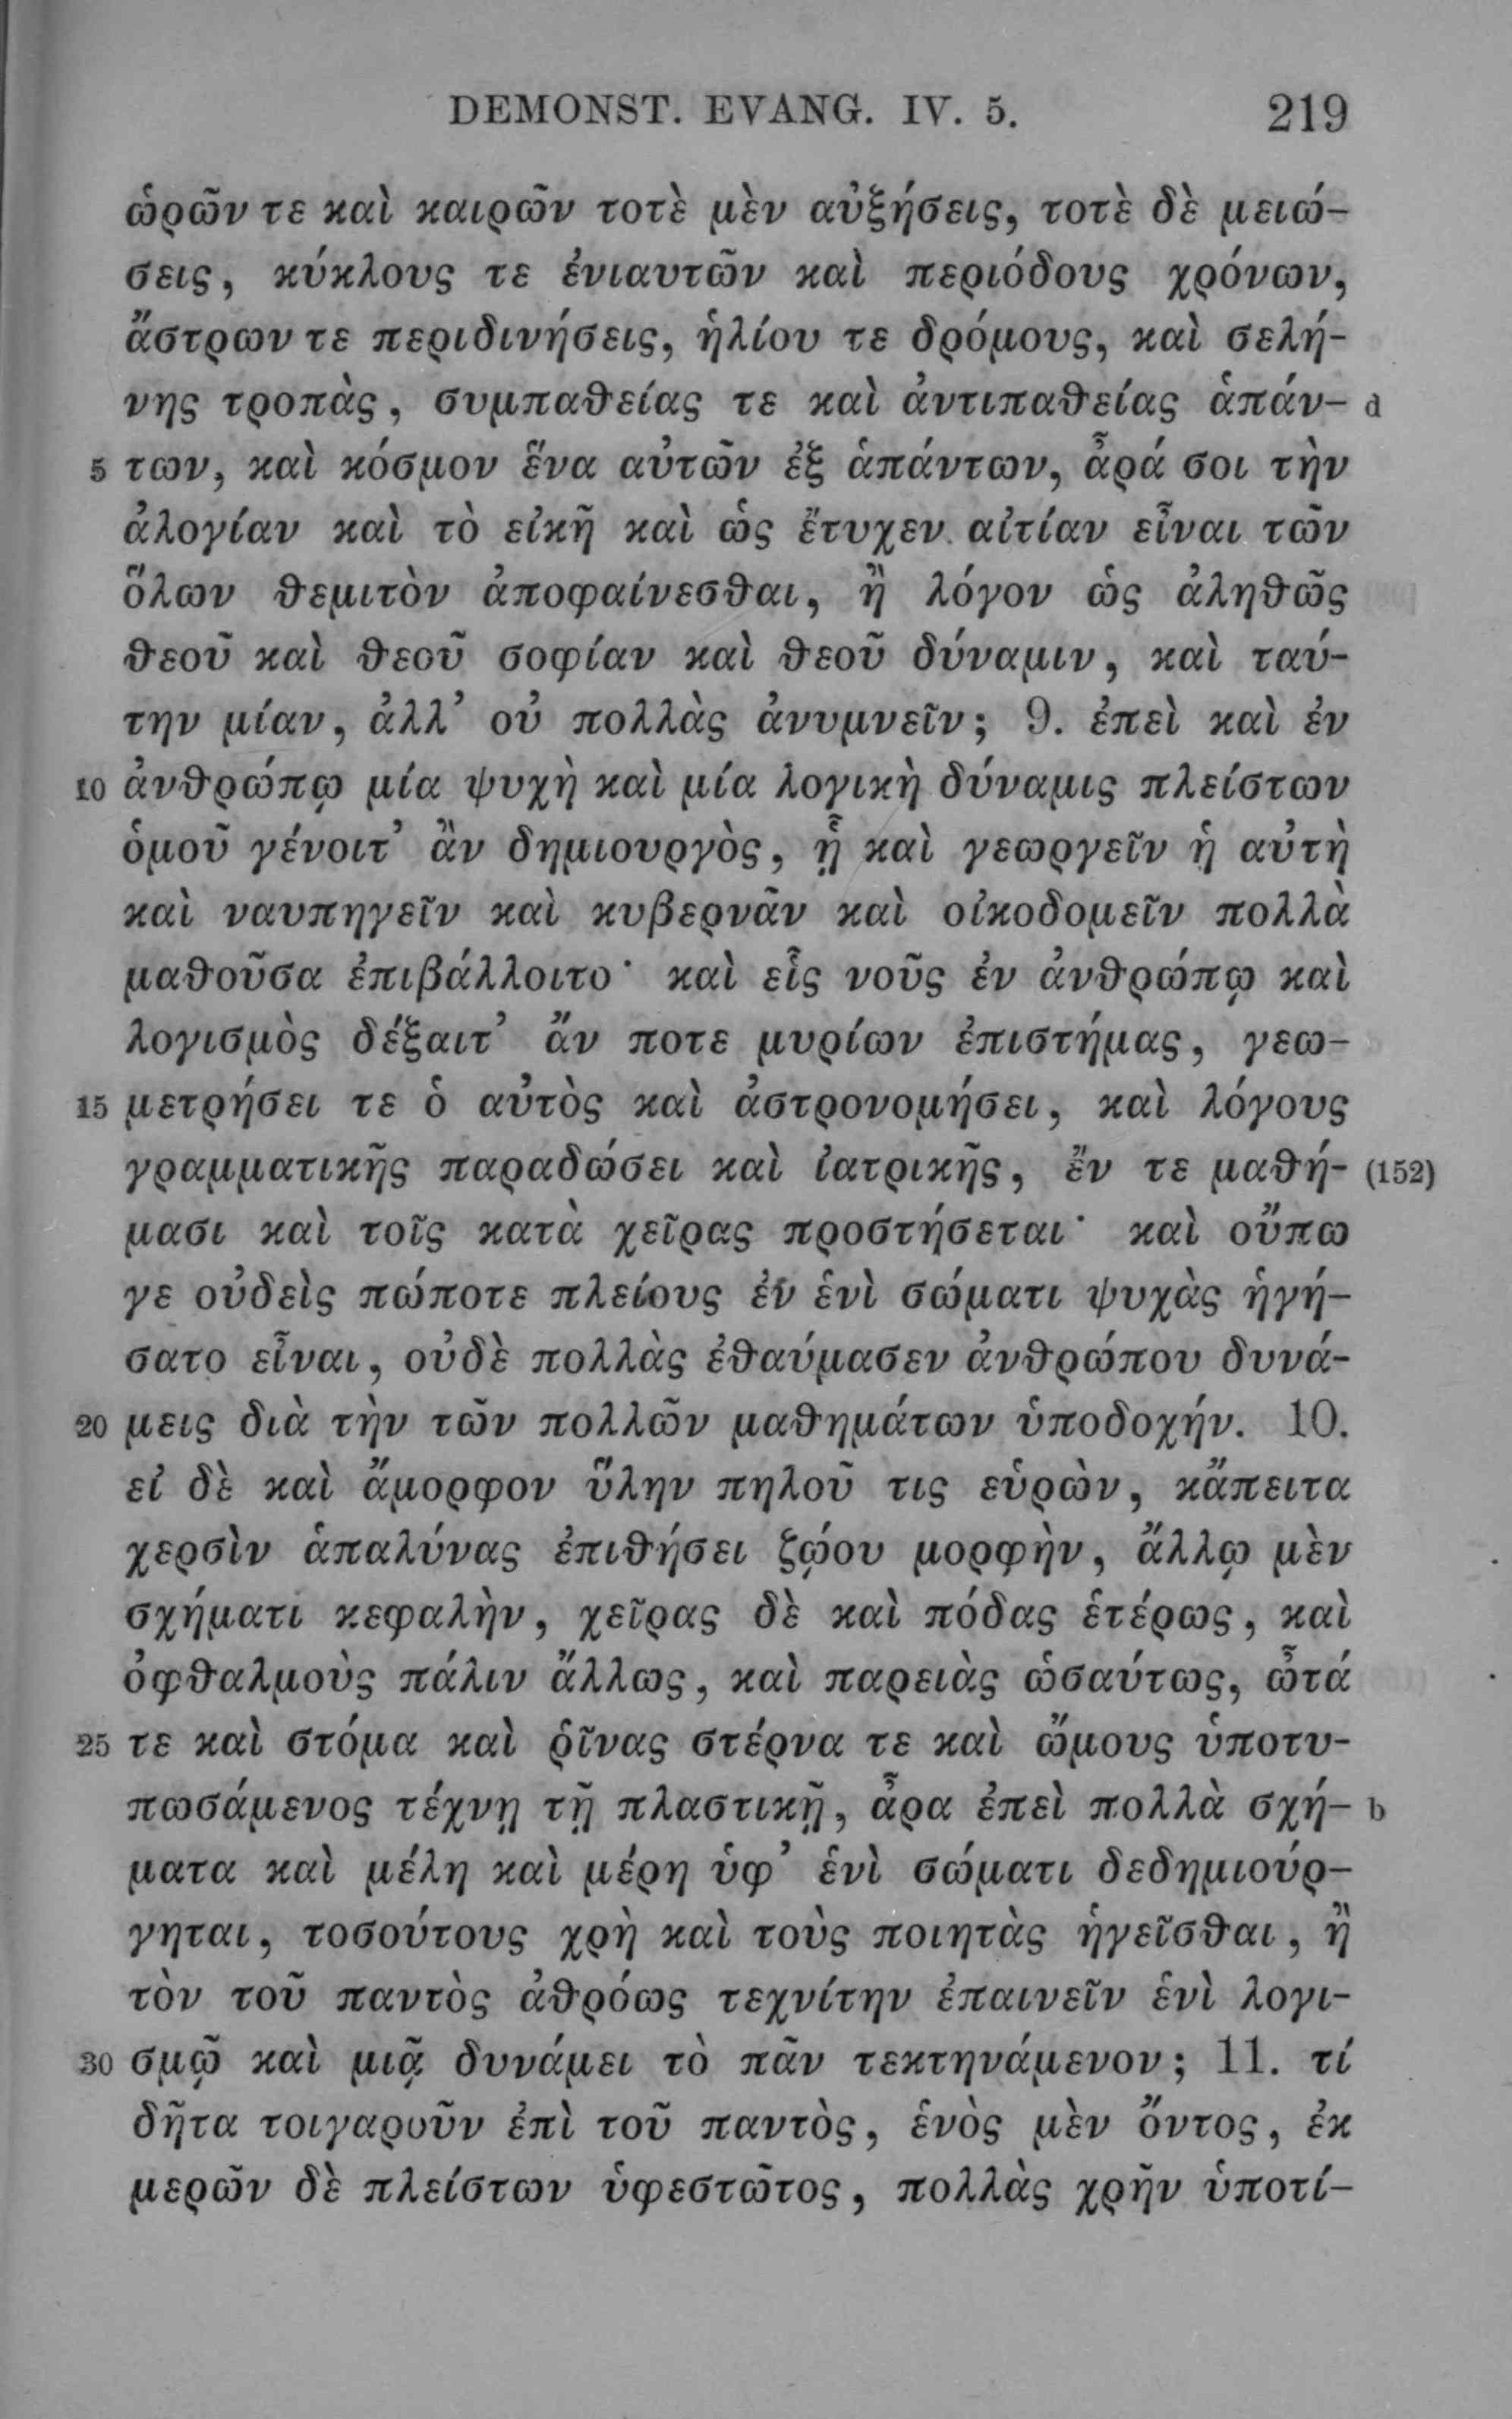 DEMONST. EVANG. IV. 5. 219
ὡρῶν τε καὶ καιρῶν τοτὲ μὲν αὐξήσεις, τοτὲ δὲ μειώ-
σεις, κύκλους τε ἐνιαυτῶν καὶ περιόδους χρόνων,
ἄστρων τε περιδινήσεις, ἡλίου τε δρόμους, καὶ σελή-
νης τροπὰς, συμπαθείας τε καὶ ἀντιπαθείας ἁπάν- d
5 των, καὶ κόσμον ἕνα αὐτῶν ἐξ ἁπάντων, ἆρά σοι τὴν
ἀλογίαν καὶ τὸ εἰκῆ καὶ ὡς ἔτυχεν αἰτίαν εἶναι τῶν
ὅλων θεμιτὸν ἀποφαίνεσθαι, ἢ λόγον ὡς ἀληθῶς
θεοῦ καὶ θεοῦ σοφίαν καὶ θεοῦ δύναμιν, καὶ ταύ-
την μίαν, ἀλλ’ οὐ πολλὰς ἀνυμνεῖν; 9. ἐπεὶ καὶ ἐν
10 ἀνθρώπῳ μία ψυχὴ καὶ μία λογικὴ δύναμις πλείστων
ὁμοῦ γένοιτ’ ἂν δημιουργὸς, ᾗ καὶ γεωργεῖν ἡ αὐτὴ
καὶ ναυπηγεῖν καὶ κυβερνᾶν καὶ οἰκοδομεῖν πολλὰ
μαθοῦσα ἐπιβάλλοιτο· καὶ εἷς νοῦς ἐν ἀνθρώπῳ καὶ
λογισμὸς δέξαιτ’ ἄν ποτε μυρίων ἐπιστήμας, γεω-
15 μετρήσει τε ὁ αὐτὸς καὶ ἀστρονομήσει, καὶ λόγους
γραμματικῆς παραδώσει καὶ ἰατρικῆς, ἔν τε μαθή- (152)
μασι καὶ τοῖς κατὰ χεῖρας προστήσεται· καὶ οὔπω
γε οὐδεὶς πώποτε πλείους ἐν ἑνὶ σώματι ψυχὰς ἡγή-
σατο εἶναι, οὐδὲ πολλὰς ἐθαύμασεν ἀνθρώπου δυνά-
20 μεις διὰ τὴν τῶν πολλῶν μαθημάτων ὑποδοχήν. 10.
εἰ δὲ καὶ ἄμορφον ὕλην πηλοῦ τις εὑρὼν, κἄπειτα
χερσὶν ἁπαλύνας ἐπιθήσει ζῴου μορφὴν, ἄλλῳ μὲν
σχήματι κεφαλὴν, χεῖρας δὲ καὶ πόδας ἑτέρως, καὶ
ὀφθαλμοὺς πάλιν ἄλλως, καὶ παρειὰς ὡσαύτως, ὦτά
25 τε καὶ στόμα καὶ ῥῖνας στέρνα τε καὶ ὤμους ὑποτυ-
πωσάμενος τέχνῃ τῇ πλαστικῇ, ἆρα ἐπεὶ πολλὰ σχή- b
ματα καὶ μέλη καὶ μέρη ὑφ’ ἑνὶ σώματι δεδημιούρ-
γηται, τοσούτους χρὴ καὶ τοὺς ποιητὰς ἡγεῖσθαι, ἢ
τὸν τοῦ παντὸς ἀθρόως τεχνίτην ἐπαινεῖν ἑνὶ λογι-
30 σμῷ καὶ μιᾷ δυνάμει τὸ πᾶν τεκτηνάμενον; 11. τί
δῆτα τοιγαροῦν ἐπὶ τοῦ παντὸς, ἑνὸς μὲν ὄντος, ἐκ
μερῶν δὲ πλείστων ὑφεστῶτος, πολλὰς χρῆν ὑποτί-